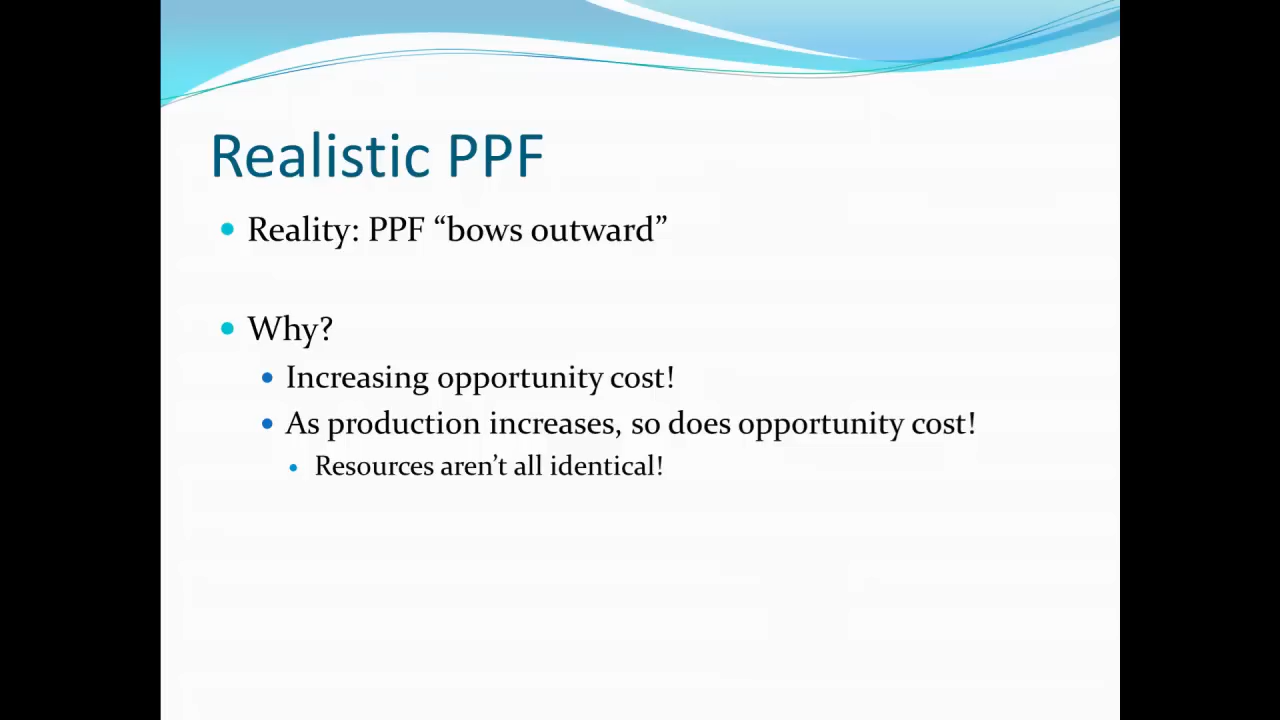 Realistic PPF
Reality: PPF “bows outward”
Why?
Increasing opportunity cost!
As production increases, so does opportunity cost!
Resources aren’t all identical!